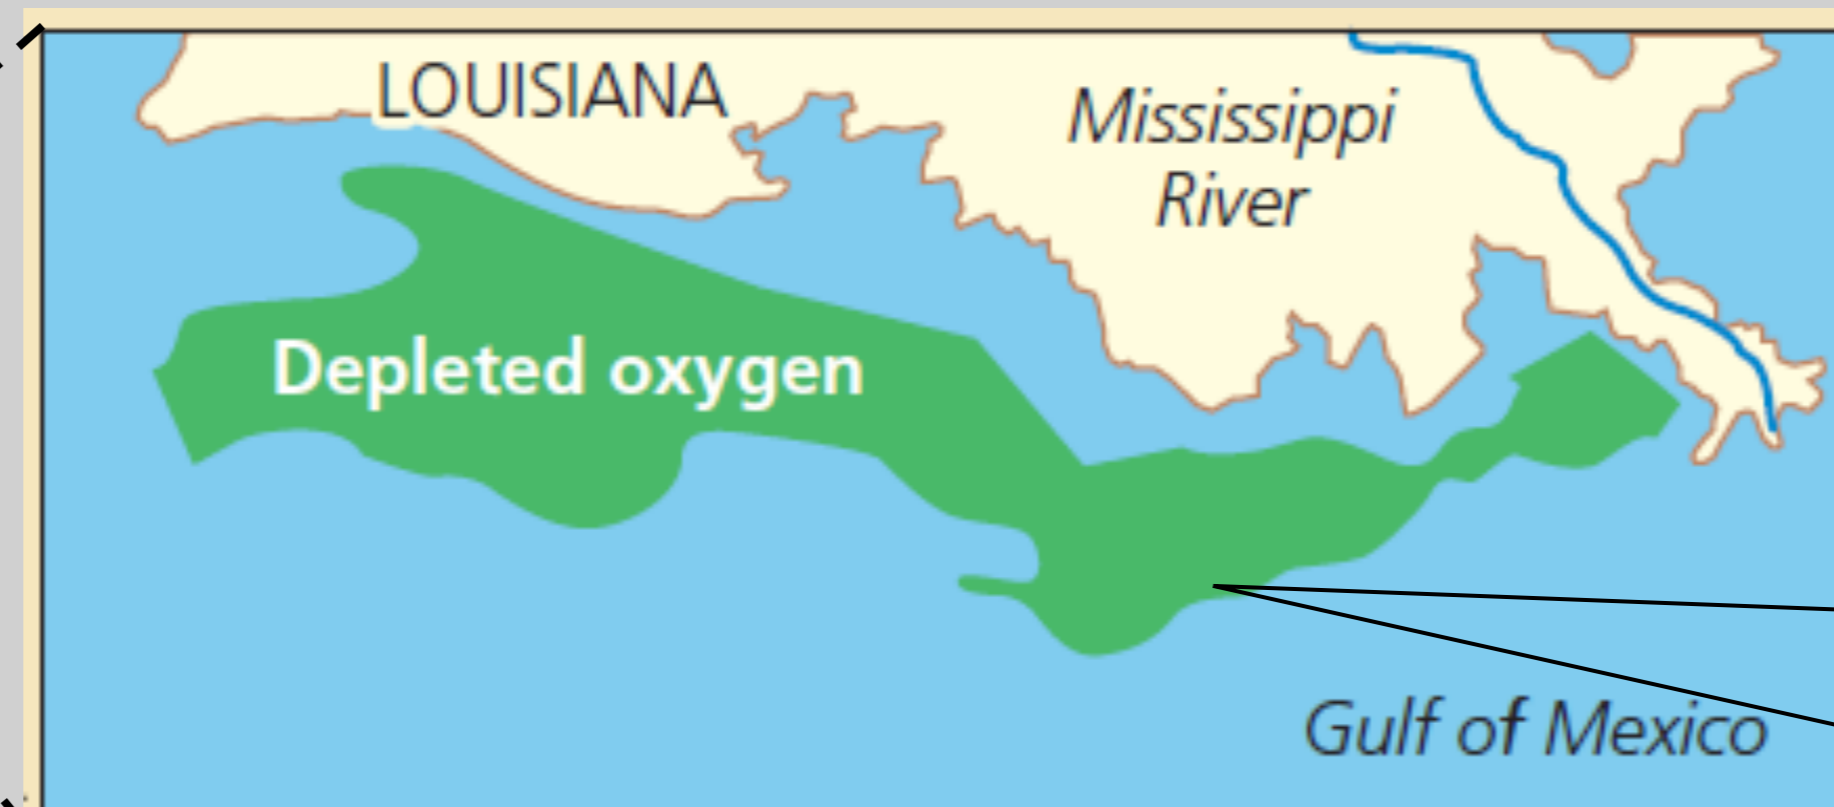 LOUISIANA
Mississippi
River
Depleted oxygen
Gulf of Mexico